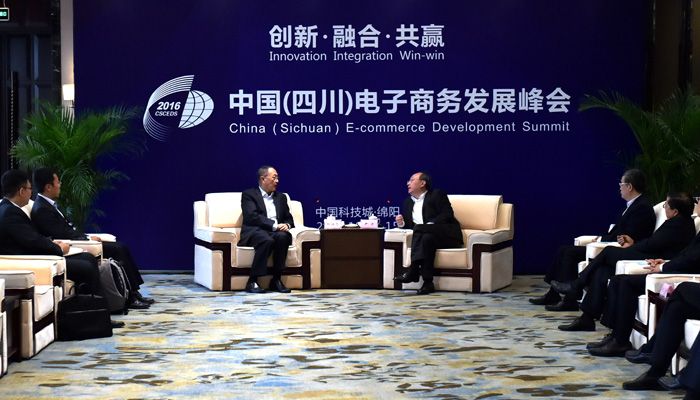 创新·融合·共赢
Innovation Integration Win-win
2016
CSCEDS
中国(四川)电子商务发展峰会
China (Sichuan) E-commerce Development Summit
中国科技城·绵阳